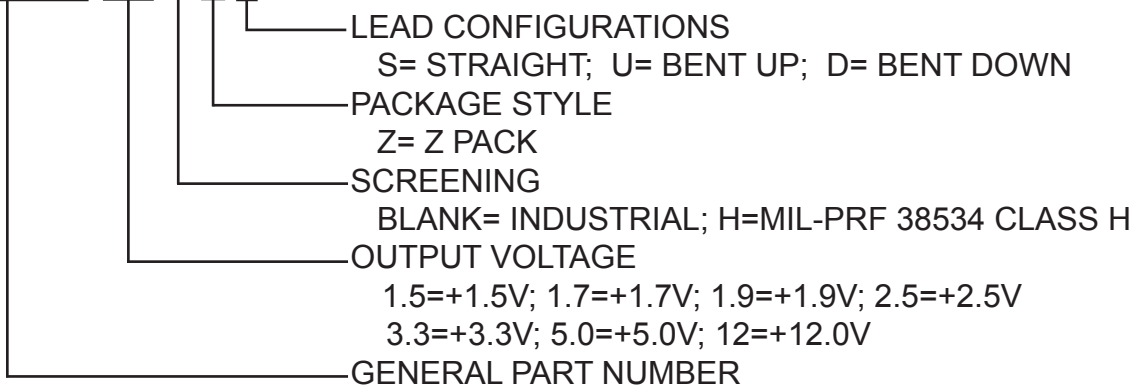 LEAD CONFIGURATIONS
S= STRAIGHT; U= BENT UP; D= BENT DOWN
PACKAGE STYLE
Z= Z PACK
SCREENING
BLANK= INDUSTRIAL; H=MIL-PRF 38534 CLASS H
OUTPUT VOLTAGE
1.5=+1.5V; 1.7=+1.7V; 1.9=+1.9V; 2.5=+2.5V
3.3=+3.3V; 5.0=+5.0V; 12=+12.0V
GENERAL PART NUMBER